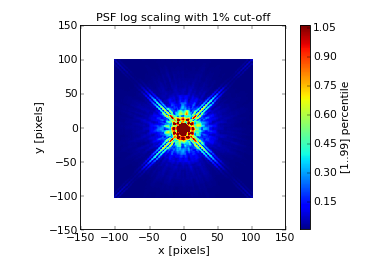 PSF log scaling with 1% cut-off
150
100
50
0
−50
−100
−150
−150 −100 −50 0 50 100 150
x [pixels]
y [pixels]
1.05
0.90
0.75
0.60
0.45
0.30
0.15
[1..99] percentile